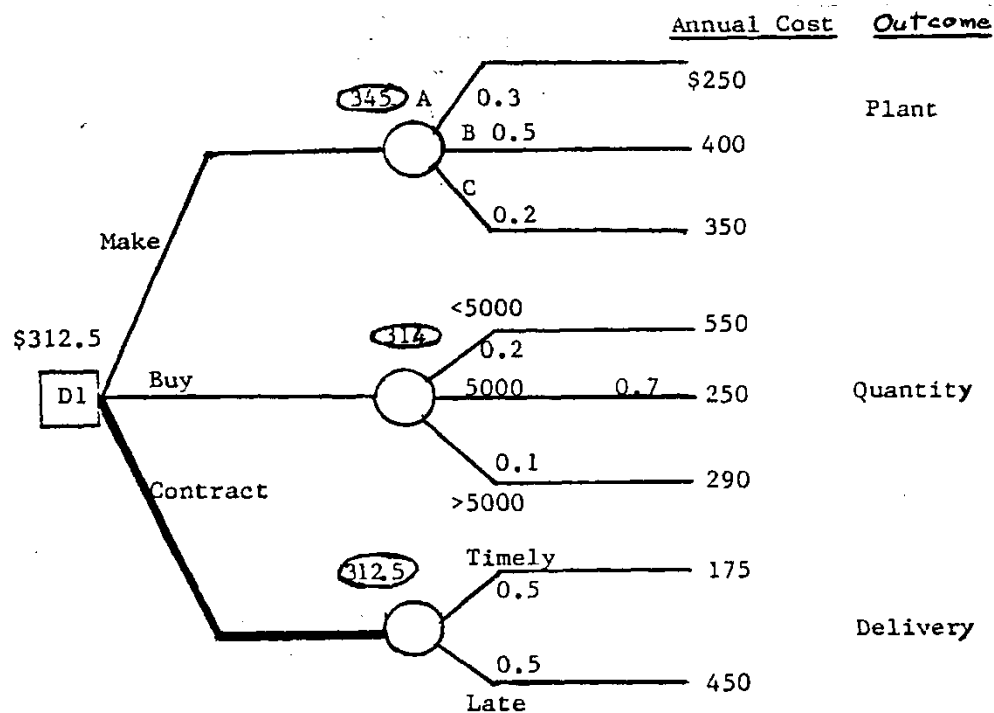 Annual Cost Outcome
$250
345 A 0.3
Plant
B 0.5 400
C
0.2 350
Make
<5000 550
$312.5 314 0.2
D1 Buy 5000 0.7 250 Quantity
0.1 290
Contract >5000
312.5 Timely 175
0.5
Delivery
0.5 450
Late